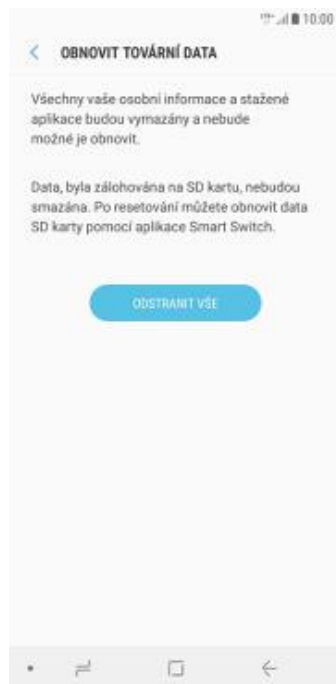 10:00
OBNOVIT TOVÁRNÍ DATA
Všechny vaše osobní informace a stažené
aplikace budou vymazány a nebude
možné je obnovit.
Data, byla zálohována na SD kartu, nebudou
smazána. Po resetování můžete obnovit data
SD karty pomocí aplikace Smart Switch.
ODSTRANIT VŠE